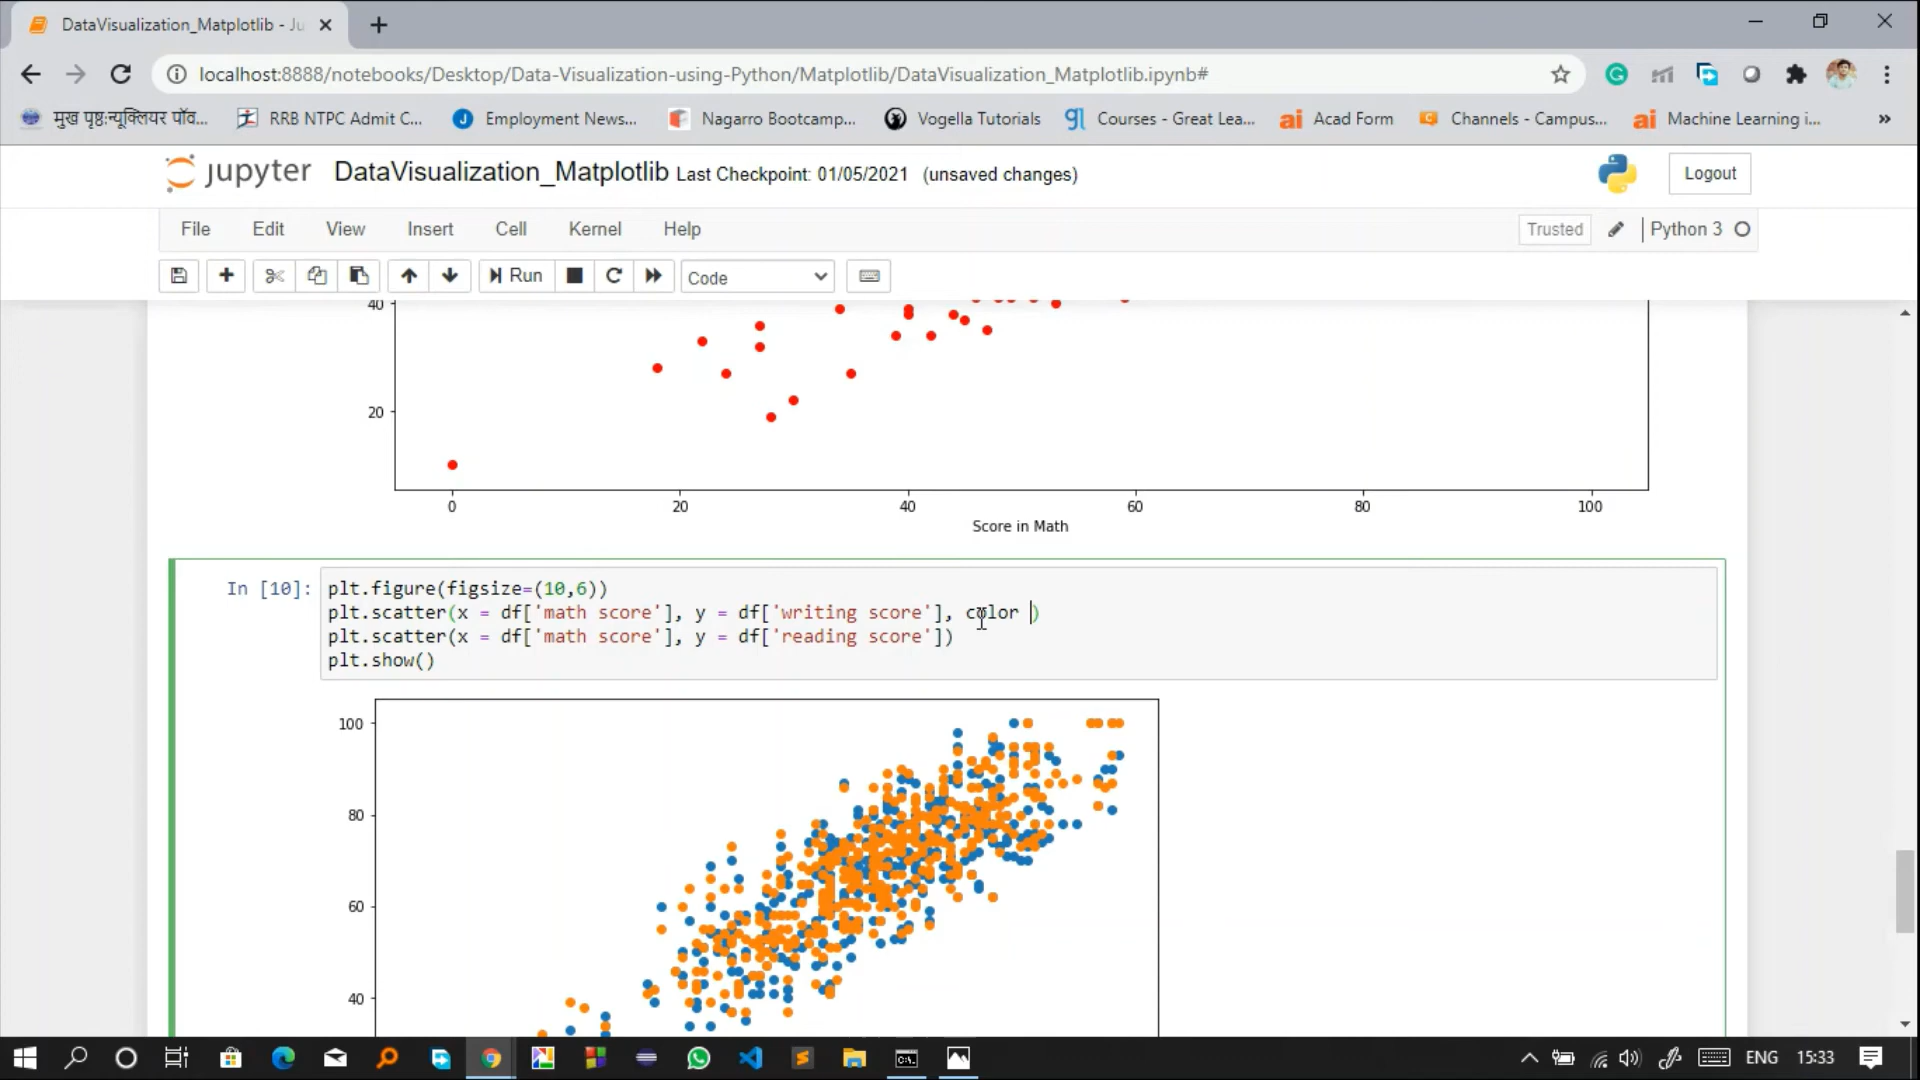 DataVisualization_Matplotlib - Ju
localhost:8888/notebooks/Desktop/Data-Visualization-using-Python/Matplotlib/DataVisualization_Matplotlib.ipynb#
मुख पृष्ठ:न्यूक्लियर पॉव... RRB NTPC Admit C... Employment News... Nagarro Bootcamp... Vogella Tutorials gl Courses - Great Lea... ai Acad Form Channels - Campus... ai Machine Learning i... »
jupyter DataVisualization_Matplotlib Last Checkpoint: 01/05/2021 (unsaved changes) Logout
File Edit View Insert Cell Kernel Help Trusted Python 3
Run Code
40
20
0 20 40 60 80 100
Score in Math
In [10]: plt.figure(figsize=(10,6))
plt.scatter(x = df['math score'], y = df['writing score'], color )
plt.scatter(x = df['math score'], y = df['reading score'])
plt.show()
100
80
60
40
ENG 15:33